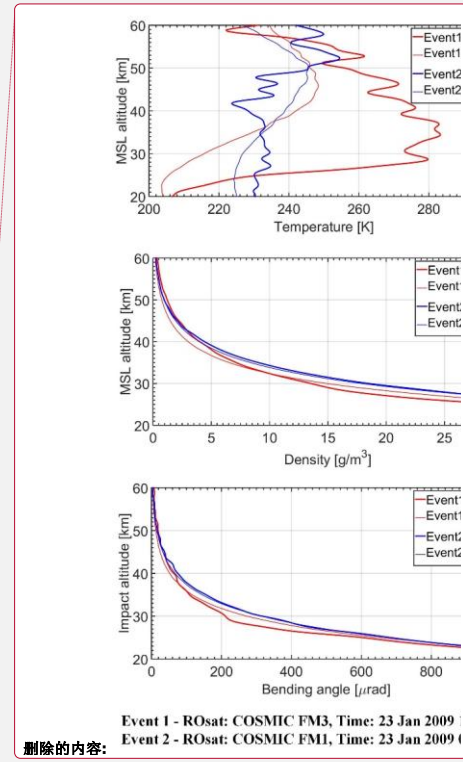 60
50
40
30
20
MSL altitude [km]
200 220 240 260 280
Temperature [K]
Event1
Event1
Event2
Event2
60
50
40
30
20
MSL altitude [km]
0 5 10 15 20 25
Density [g/m³]
Event1
Event1
Event2
Event2
60
50
40
30
20
Impact altitude [km]
0 200 400 600 800
Bending angle [μrad]
Event1
Event1
Event2
Event2
Event 1 - ROsat: COSMIC FM3, Time: 23 Jan 2009
删除的内容: Event 2 - ROsat: COSMIC FM1, Time: 23 Jan 2009